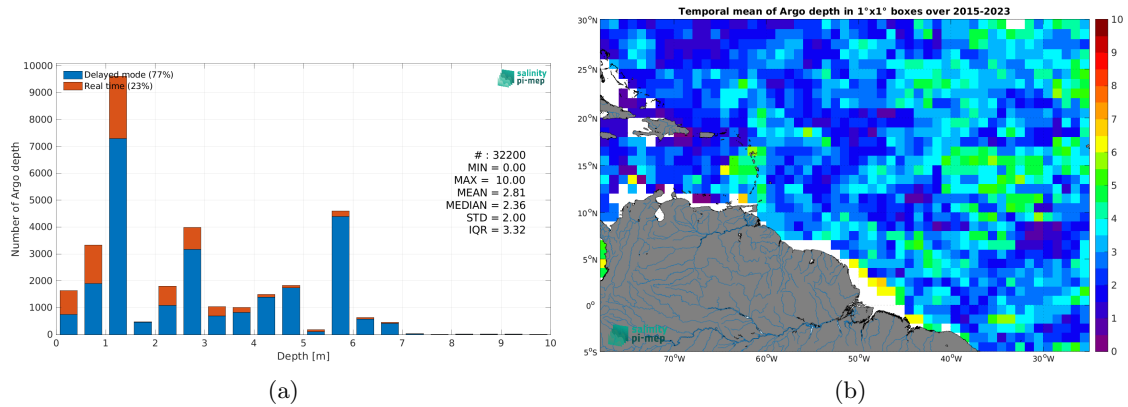 10000
9000
8000
7000
6000
5000
4000
3000
2000
1000
0
Number of Argo depth
Delayed mode (77%)
Real time (23%)
salinity
pi-mep
# : 32200
MIN = 0.00
MAX = 10.00
MEAN = 2.81
MEDIAN = 2.36
STD = 2.00
IQR = 3.32
0 1 2 3 4 5 6 7 8 9 10
Depth [m]
(a)
Temporal mean of Argo depth in 1°x1° boxes over 2015-2023
30°N
25°N
20°N
15°N
10°N
5°N
0°
5°S
salinity
pi-mep
70°W 60°W 50°W 40°W 30°W
10
9
8
7
6
5
4
3
2
1
0
(b)